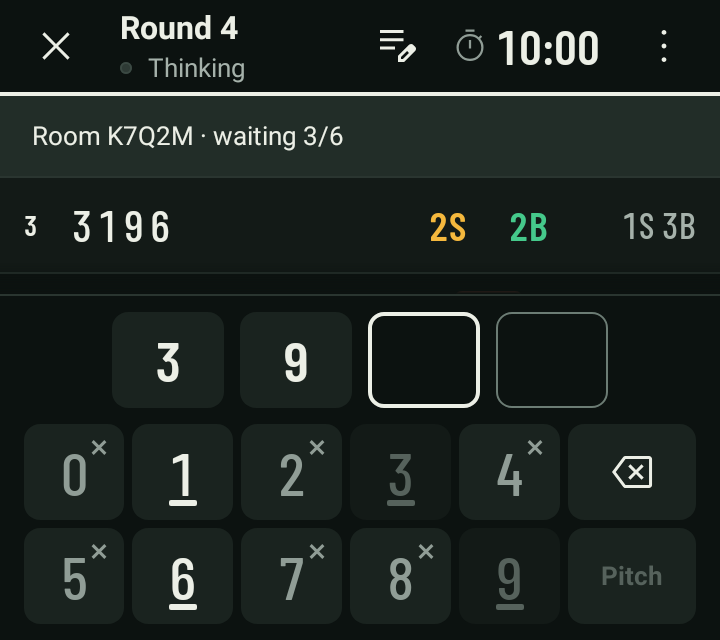 Round 4
Thinking
10:00
Room K7Q2M · waiting 3/6
3 3196 2S 2B 1S 3B
3 9
0 1 2 3 4
5 6 7 8 9 Pitch